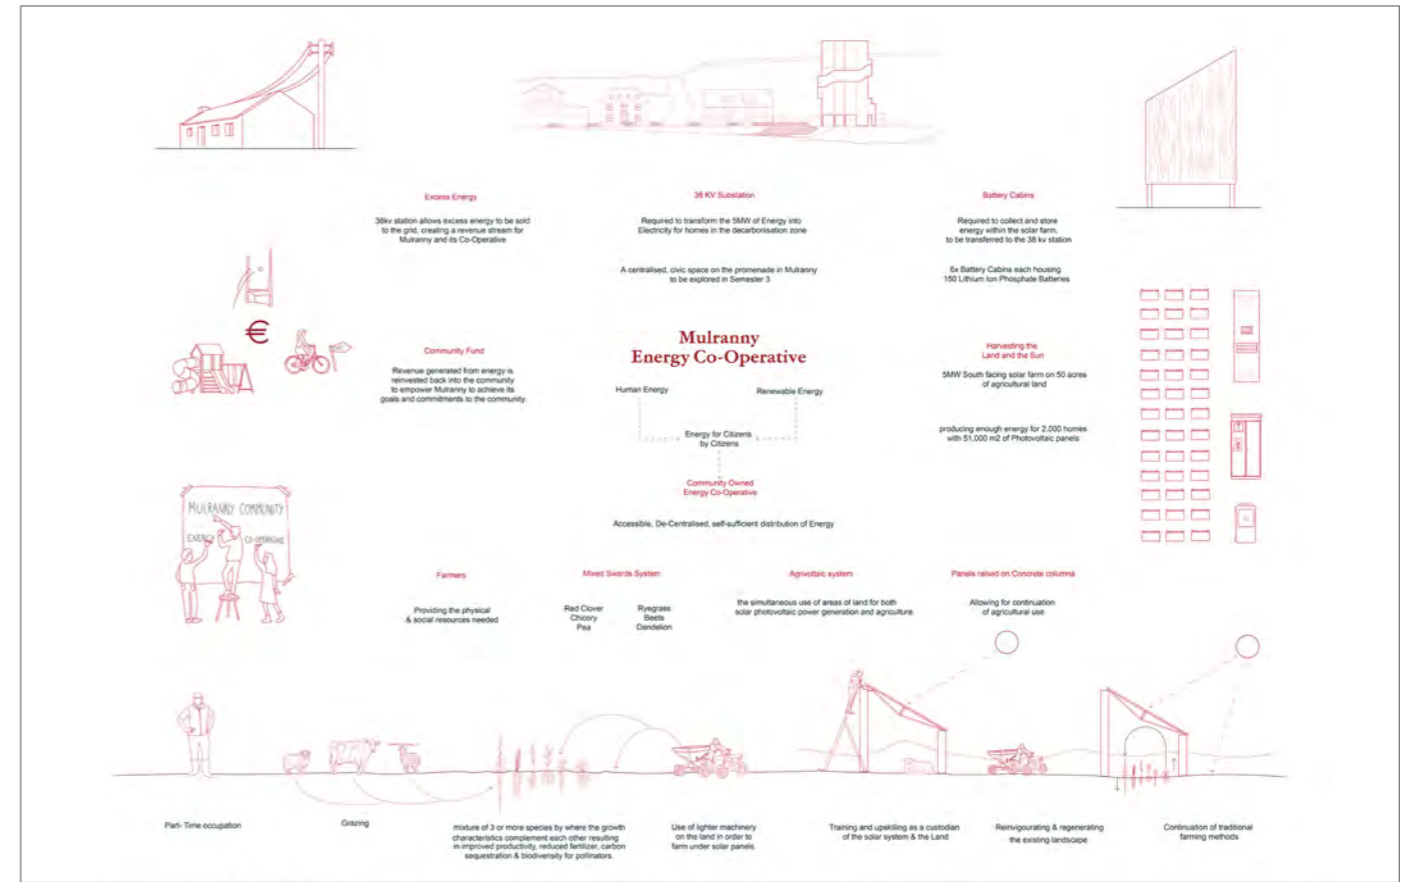 Excess Energy
38kv station allows excess energy to be sold
to the grid, creating a revenue stream for
Mulranny and its Co-Operative
38 KV Substation
Required to transform the 5MW of Energy into
Electricity for homes in the decarbonisation zone
A centralised, civic space on the promenade in Mulranny
to be explored in Semester 3
Battery Cabins
Required to collect and store
energy within the solar farm,
to be transferred to the 38 kv station
6x Battery Cabins each housing
150 Lithium Ion Phosphate Batteries
€
Community Fund
Revenue generated from energy is
reinvested back into the community
to empower Mulranny to achieve its
goals and commitments to the community.
Mulranny
Energy Co-Operative
Human Energy
Renewable Energy
Energy for Citizens
by Citizens
Community Owned
Energy Co-Operative
Accessible, De-Centralised, self-sufficient distribution of Energy
Harvesting the
Land and the Sun
5MW South facing solar farm on 50 acres
of agricultural land
producing enough energy for 2,000 homes
with 51,000 m2 of Photovoltaic panels
MULRANNY COMMUNITY
ENERGY CO-OPERATIVE
Farmers
Providing the physical
& social resources needed
Mixed Swards System
Red Clover
Chicory
Pea
Ryegrass
Beets
Dandelion
Agrivoltaic system
the simultaneous use of areas of land for both
solar photovoltaic power generation and agriculture.
Panels raised on Concrete columns
Allowing for continuation
of agricultural use
Part- Time occupation
Grazing
mixture of 3 or more species by where the growth
characteristics complement each other resulting
in improved productivity, reduced fertilizer, carbon
sequestration & biodiversity for pollinators.
Use of lighter machinery
on the land in order to
farm under solar panels.
Training and upskilling as a custodian
of the solar system & the Land
Reinvigourating & regenerating
the existing landscape
Continuation of traditional
farming methods